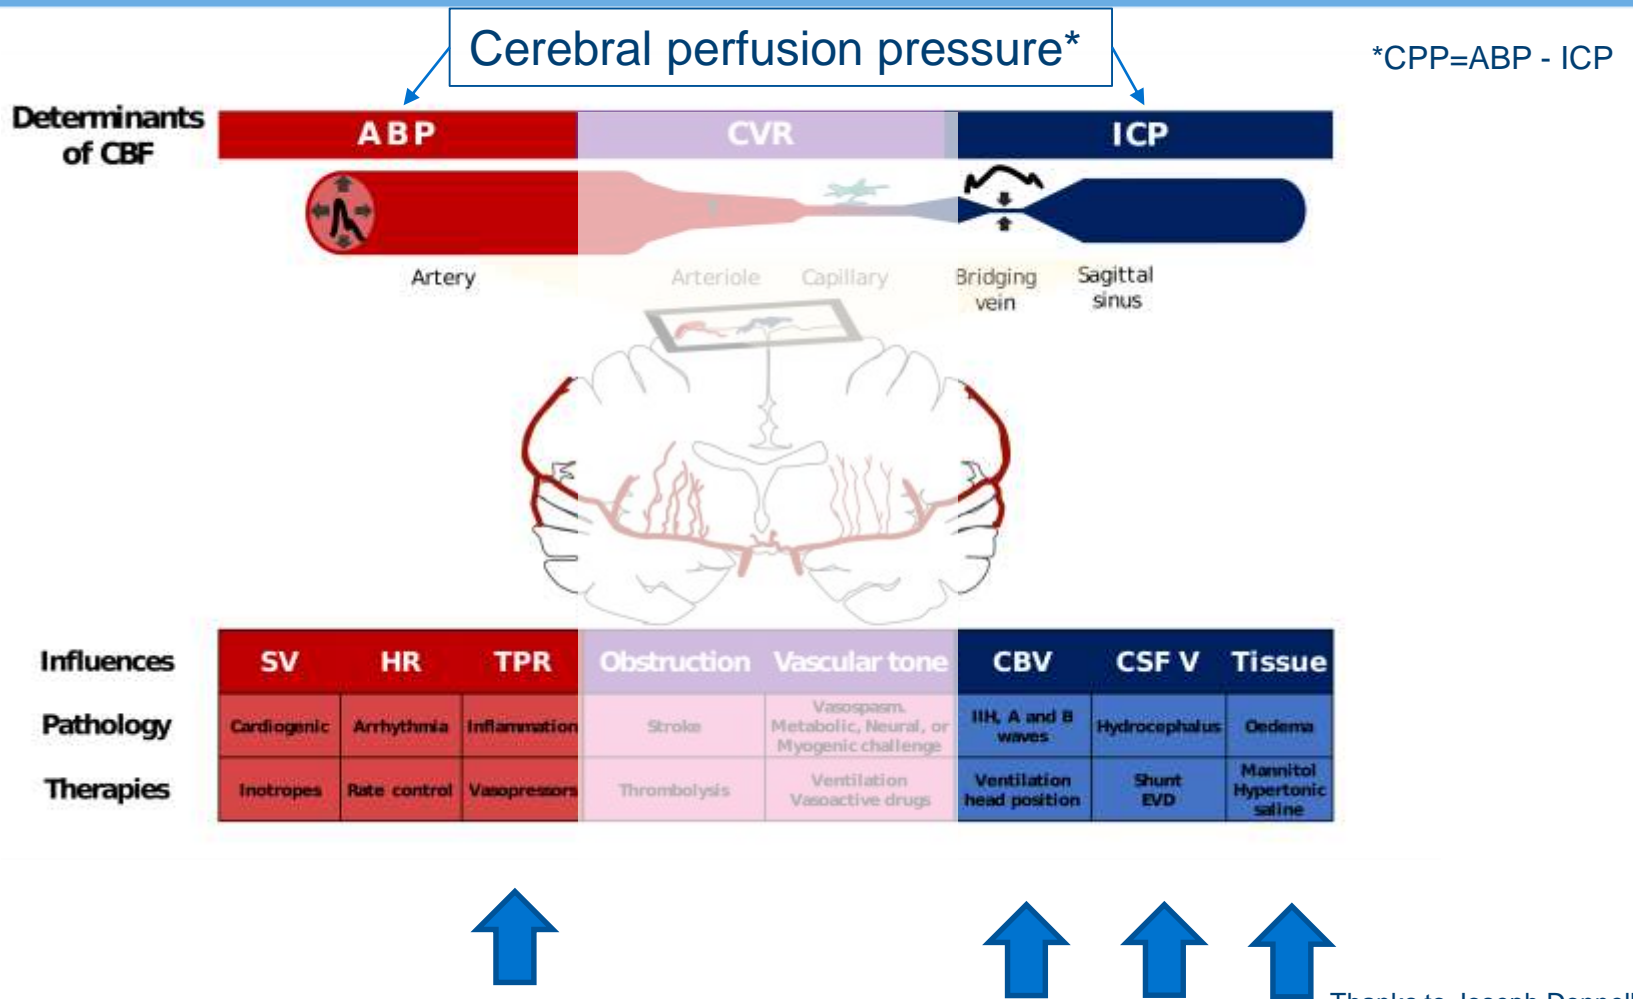 Cerebral perfusion pressure*
*CPP=ABP - ICP
Determinants
of CBF
ABP
CVR
ICP
Artery
Arteriole
Capillary
Bridging
vein
Sagittal
sinus
Influences
SV
HR
TPR
Obstruction
Vascular tone
CBV
CSF V
Tissue
Pathology
Cardiogenic
Arrhythmia
Inflammation
Stroke
Vasospasm.
Metabolic, Neural, or
Myogenic challenge
IIH, A and B
waves
Hydrocephalus
Oedema
Therapies
Inotropes
Rate control
Vasopressors
Thrombolysis
Ventilation
Vasoactive drugs
Ventilation
head position
Shunt
EVD
Mannitol
Hypertonic
saline
Thanks to Joseph